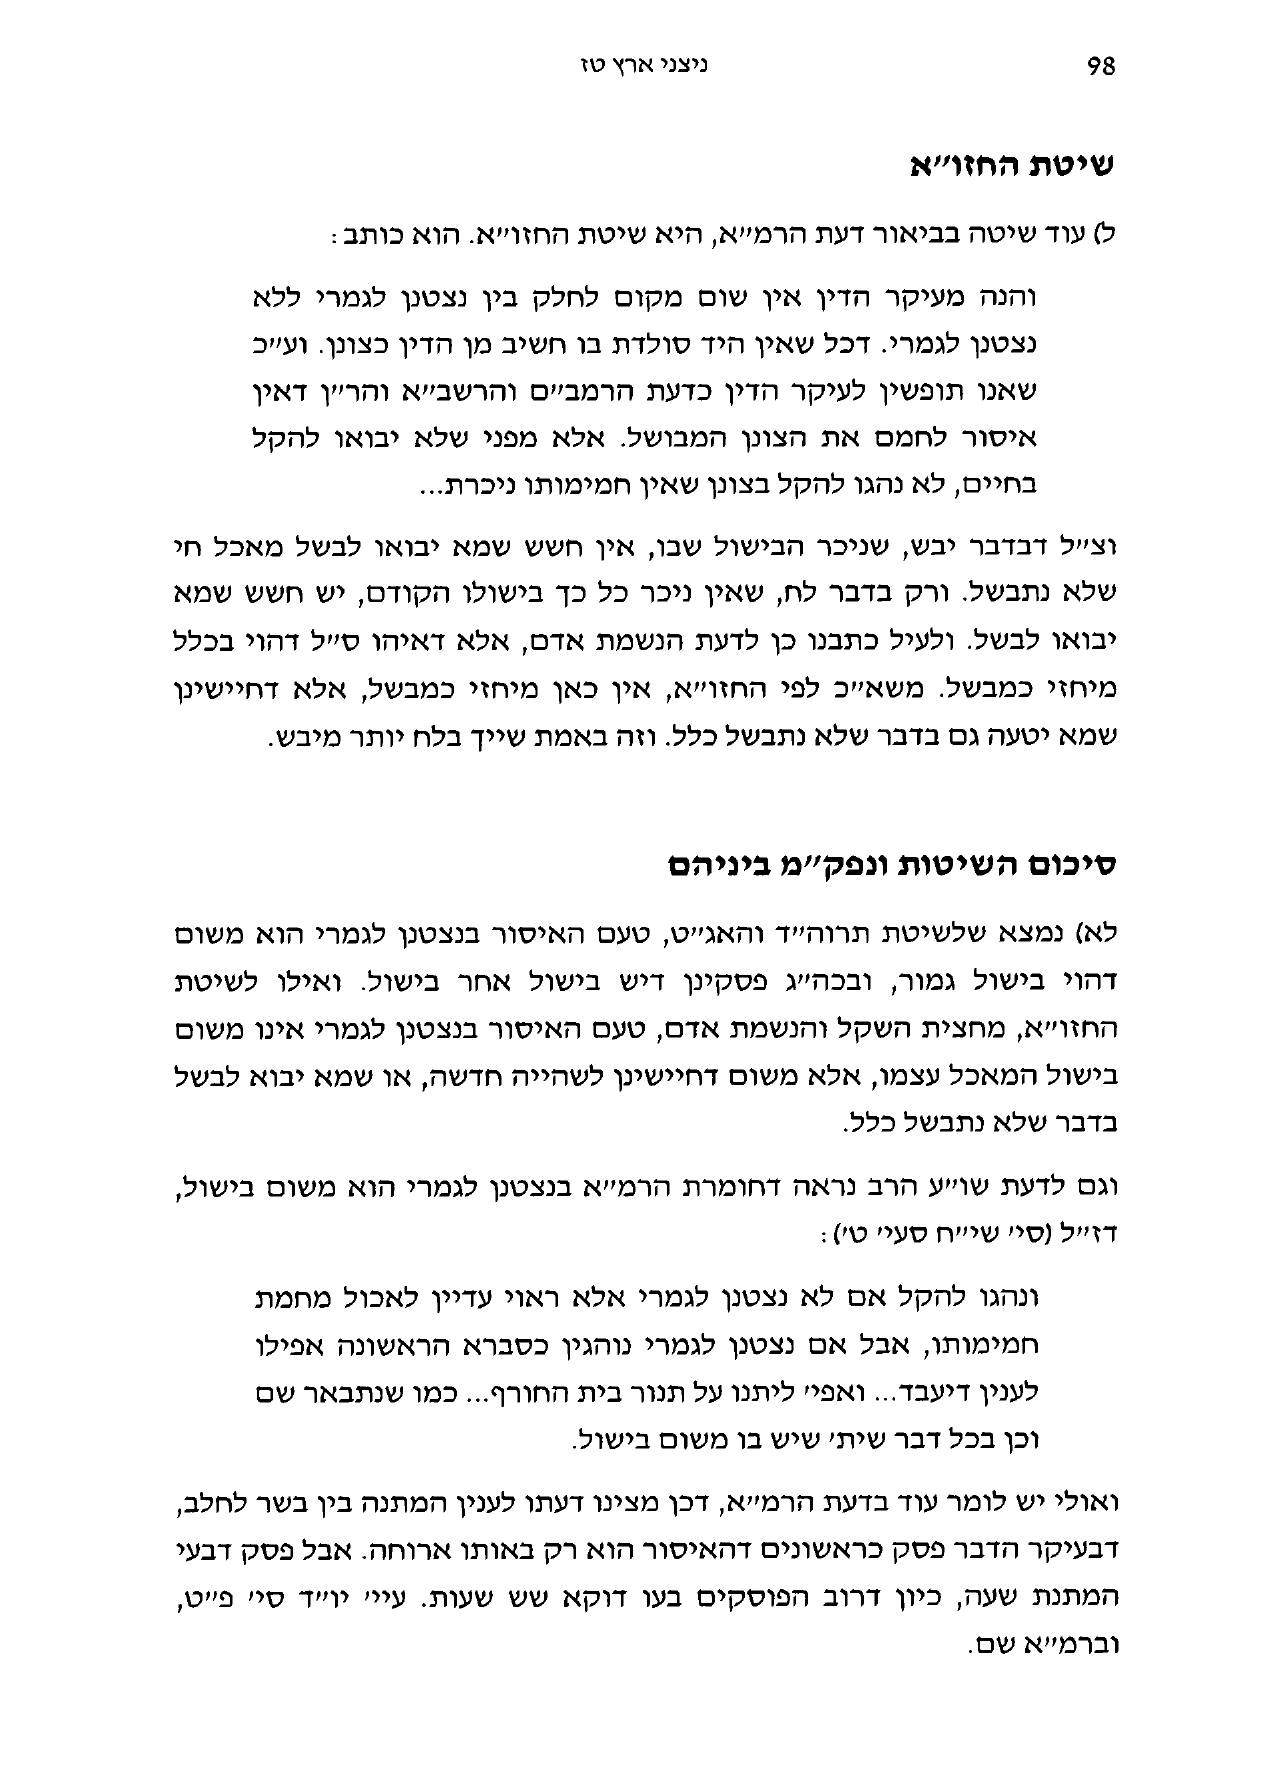 98
ניצני ארץ טז
שיטת החזו״א
ל) עוד שיטה בביאור דעת הרמ״א, היא שיטת החזו״א. הוא כותב:
והנה מעיקר הדין אין שום מקום לחלק בין נצטנן לגמרי ללא
נצטנן לגמרי. דכל שאין היד סולדת בו חשיב מן הדין כצונן. וע״כ
שאנו תופשין לעיקר הדין כדעת הרמב״ם והרשב״א והר״ן דאין
איסור לחמם את הצונן המבושל. אלא מפני שלא יבואו להקל
בחיים, לא נהגו להקל בצונן שאין חמימותו ניכרת...
וצ״ל דבדבר יבש, שניכר הבישול שבו, אין חשש שמא יבואו לבשל מאכל חי
שלא נתבשל. ורק בדבר לח, שאין ניכר כל כך בישולו הקודם, יש חשש שמא
יבואו לבשל. ולעיל כתבנו כן לדעת הנשמת אדם, אלא דאיהו ס״ל דהוי בכלל
מיחזי כמבשל. משא״כ לפי החזו״א, אין כאן מיחזי כמבשל, אלא דחיישינן
שמא יטעה גם בדבר שלא נתבשל כלל. וזה באמת שייך בלח יותר מיבש.
סיכום השיטות ונפק״מ ביניהם
לא) נמצא שלשיטת תרוה״ד והאג״ט, טעם האיסור בנצטנן לגמרי הוא משום
דהוי בישול גמור, ובכה״ג פסקינן דיש בישול אחר בישול. ואילו לשיטת
החזו״א, מחצית השקל והנשמת אדם, טעם האיסור בנצטנן לגמרי אינו משום
בישול המאכל עצמו, אלא משום דחיישינן לשהייה חדשה, או שמא יבוא לבשל
בדבר שלא נתבשל כלל.
וגם לדעת שו״ע הרב נראה דחומרת הרמ״א בנצטנן לגמרי הוא משום בישול,
דז״ל (סי׳ שי״ח סעי׳ ט׳):
ונהגו להקל אם לא נצטנן לגמרי אלא ראוי עדיין לאכול מחמת
חמימותו, אבל אם נצטנן לגמרי נוהגין כסברא הראשונה אפילו
לענין דיעבד... ואפי׳ ליתנו על תנור בית החורף... כמו שנתבאר שם
וכן בכל דבר שית׳ שיש בו משום בישול.
ואולי יש לומר עוד בדעת הרמ״א, דכן מצינו דעתו לענין המתנה בין בשר לחלב,
דבעיקר הדבר פסק כראשונים דהאיסור הוא רק באותו ארוחה. אבל פסק דבעי
המתנת שעה, כיון דרוב הפוסקים בעו דוקא שש שעות. עיי׳ יו״ד סי׳ פ״ט,
וברמ״א שם.